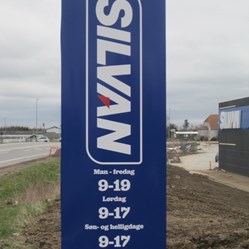 SILVAN
Man - fredag
9-19
Lørdag
9-17
Søn- og helligdage
9-17